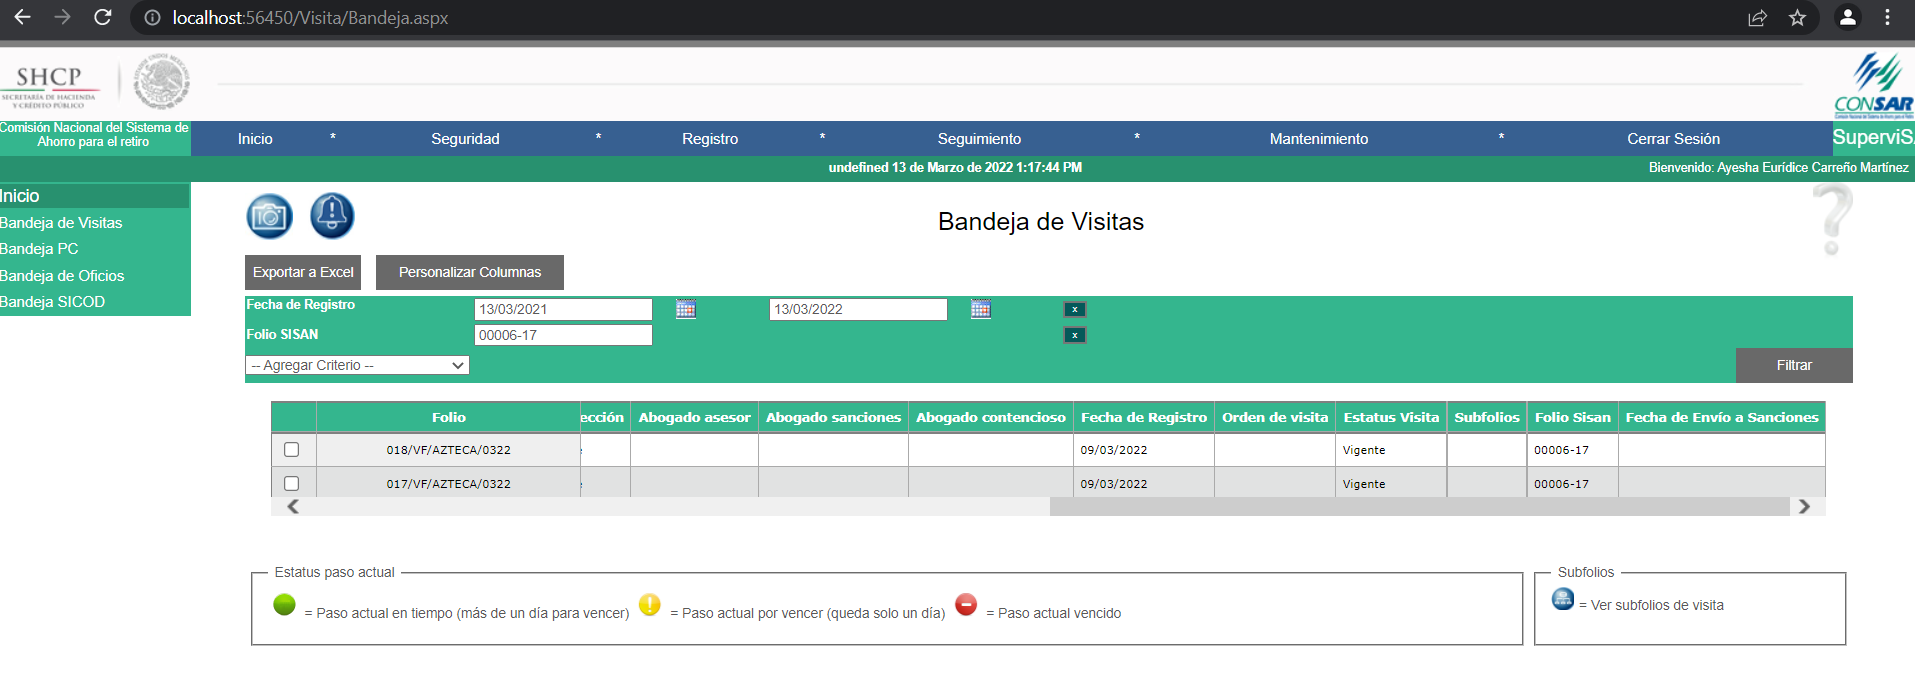 localhost:56450/Visita/Bandeja.aspx
SHCP
SECRETARÍA DE HACIENDA
Y CRÉDITO PÚBLICO
CONSAR
Comisión Nacional del Sistema de
Ahorro para el retiro
Inicio * Seguridad * Registro * Seguimiento * Mantenimiento * Cerrar Sesión
SuperviS
undefined 13 de Marzo de 2022 1:17:44 PM
Bienvenido: Ayesha Eurídice Carreño Martínez
Inicio
Bandeja de Visitas
Bandeja PC
Bandeja de Oficios
Bandeja SICOD
Bandeja de Visitas
Exportar a Excel
Personalizar Columnas
Fecha de Registro 13/03/2021 13/03/2022 x
Folio SISAN 00006-17 x
-- Agregar Criterio --
Filtrar
Folio ección Abogado asesor Abogado sanciones Abogado contencioso Fecha de Registro Orden de visita Estatus Visita Subfolios Folio Sisan Fecha de Envío a Sanciones
018/VF/AZTECA/0322 09/03/2022 Vigente 00006-17
017/VF/AZTECA/0322 09/03/2022 Vigente 00006-17
Estatus paso actual
= Paso actual en tiempo (más de un día para vencer) = Paso actual por vencer (queda solo un día) = Paso actual vencido
Subfolios
= Ver subfolios de visita